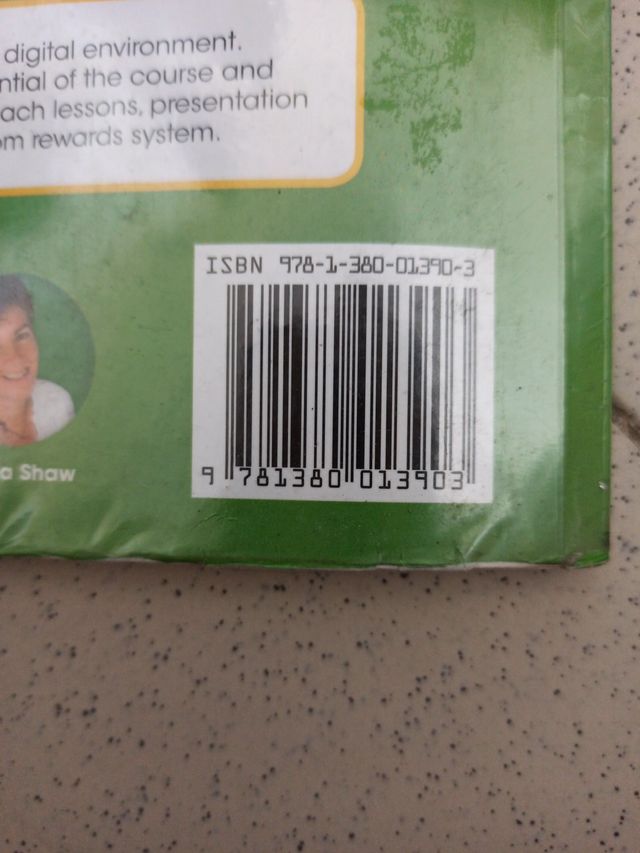 digital environment.
ntial of the course and
ach lessons, presentation
om rewards system.
ISBN 978-1-380-01390-3
9 781380 013903
a Shaw